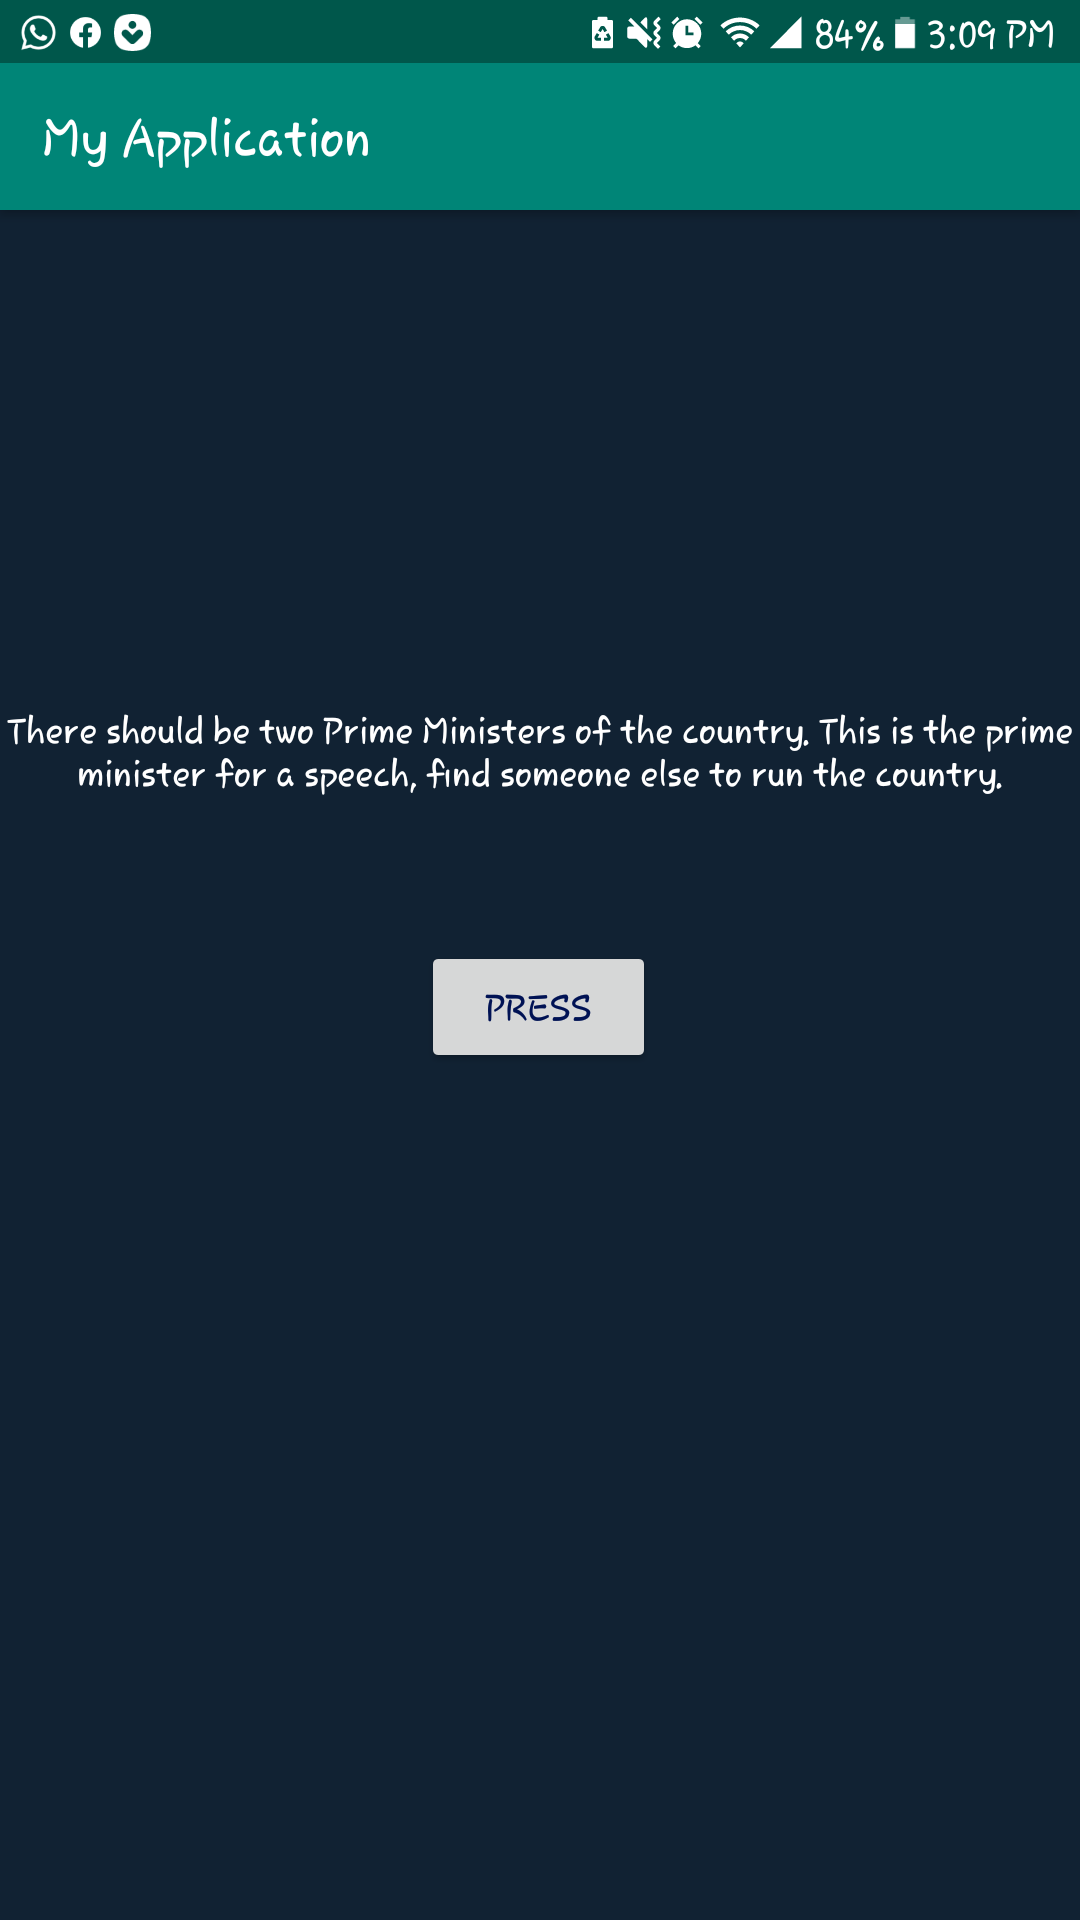 84% 3:09 PM
My Application
There should be two Prime Ministers of the country. This is the prime
minister for a speech, find someone else to run the country.
PRESS